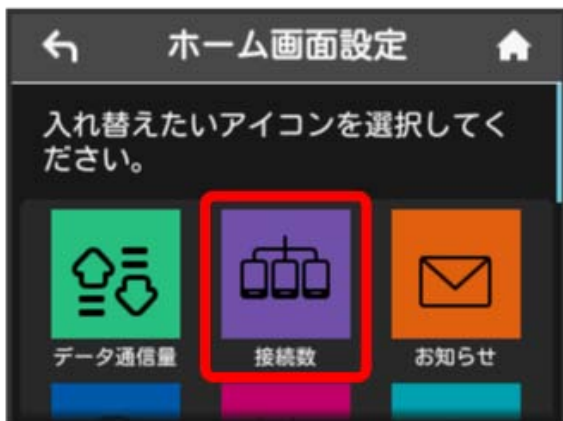 ホーム画面設定
入れ替えたいアイコンを選択してく
ださい。
データ通信量
接続数
お知らせ